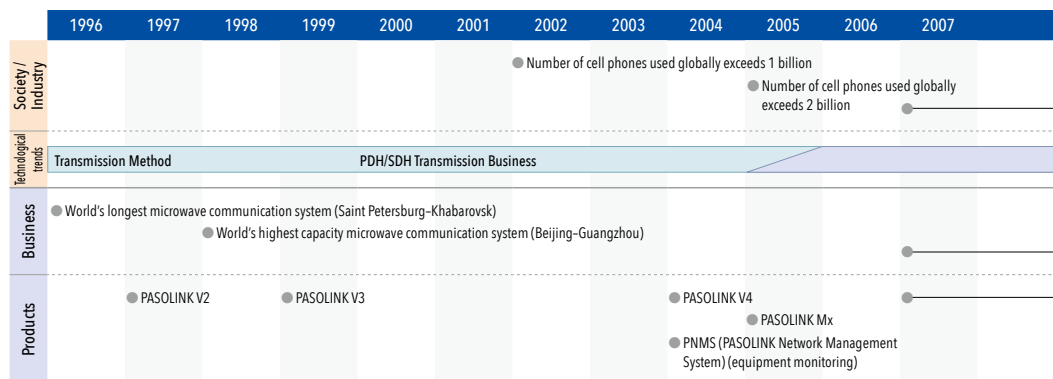 1996 1997 1998 1999 2000 2001 2002 2003 2004 2005 2006 2007
Society /
Industry
Number of cell phones used globally exceeds 1 billion
Number of cell phones used globally
exceeds 2 billion
Technological
trends
Transmission Method
PDH/SDH Transmission Business
Business
World's longest microwave communication system (Saint Petersburg–Khabarovsk)
World's highest capacity microwave communication system (Beijing–Guangzhou)
Products
PASOLINK V2
PASOLINK V3
PASOLINK V4
PASOLINK Mx
PNMS (PASOLINK Network Management
System) (equipment monitoring)